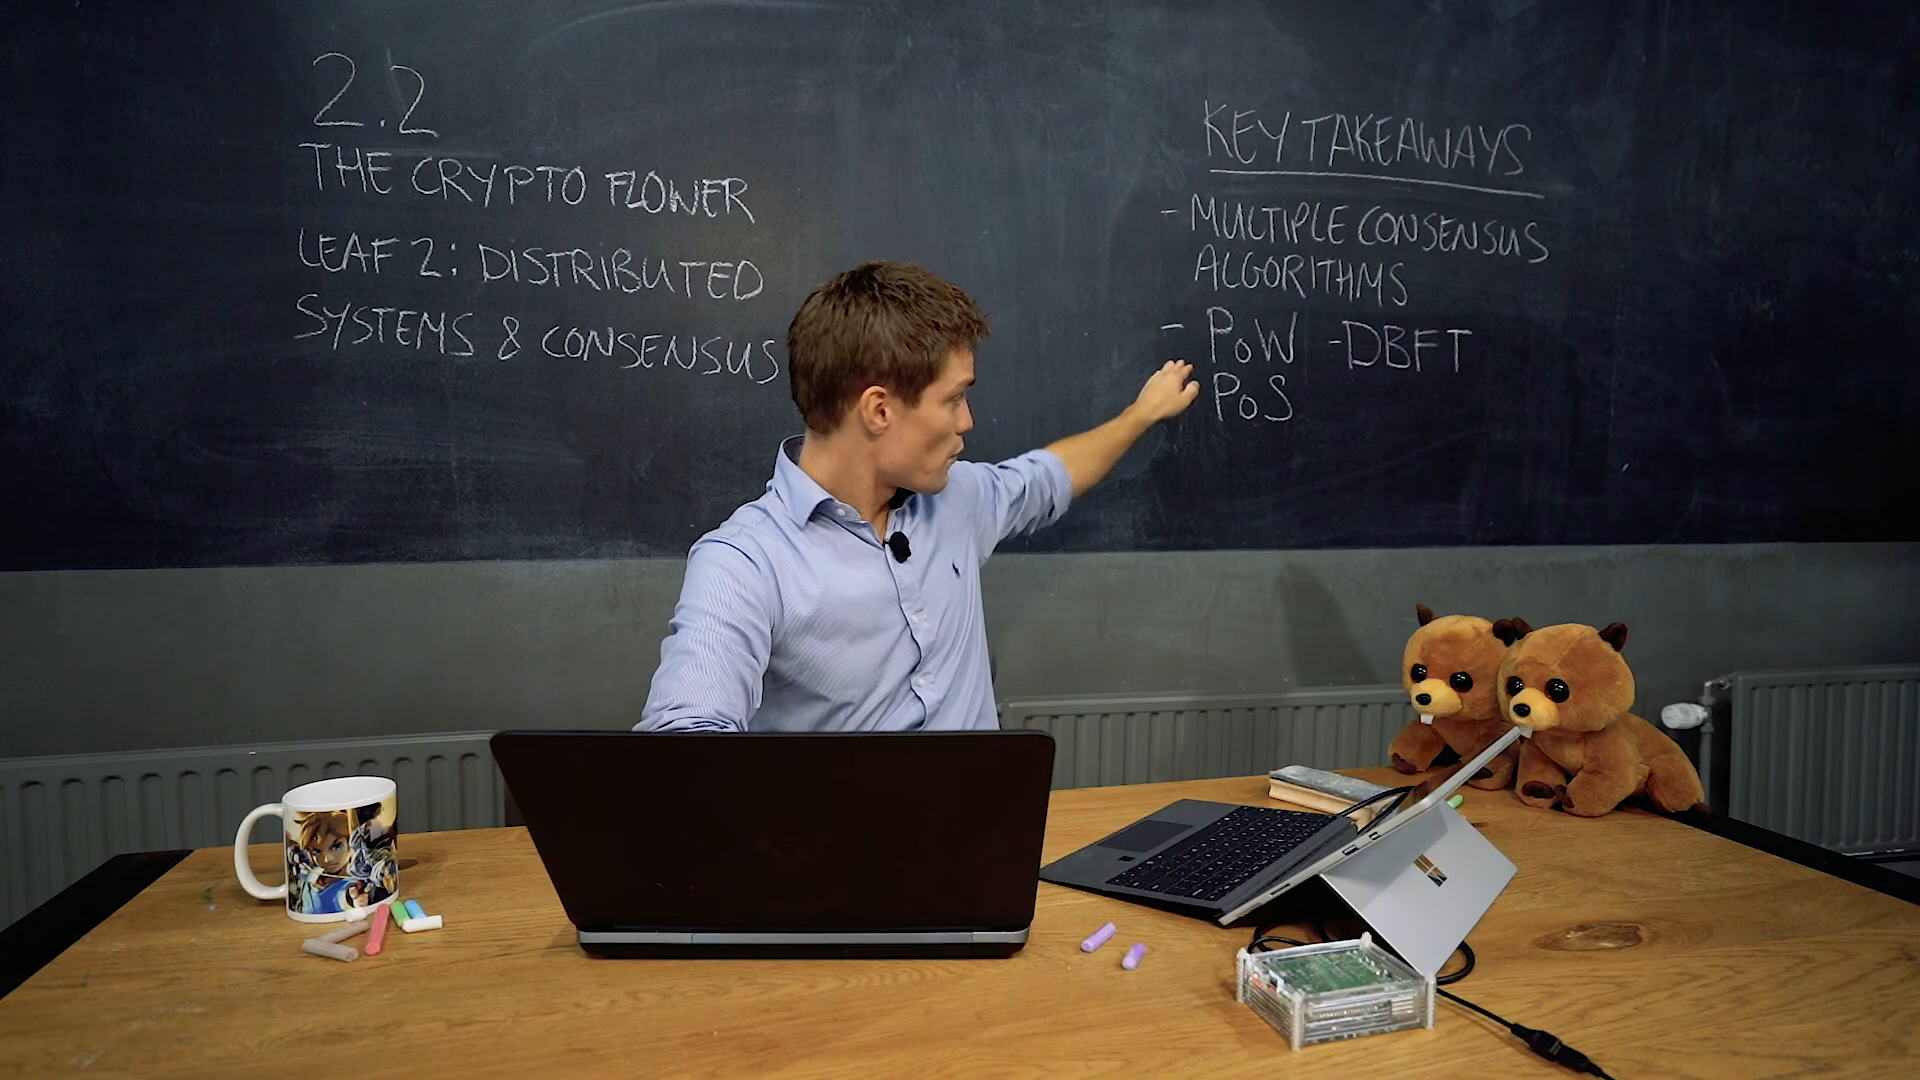 2.2
THE CRYPTO FLOWER
LEAF 2: DISTRIBUTED
SYSTEMS & CONSENSUS
KEY TAKEAWAYS
- MULTIPLE CONSENSUS
ALGORITHMS
- PoW - DBFT
PoS